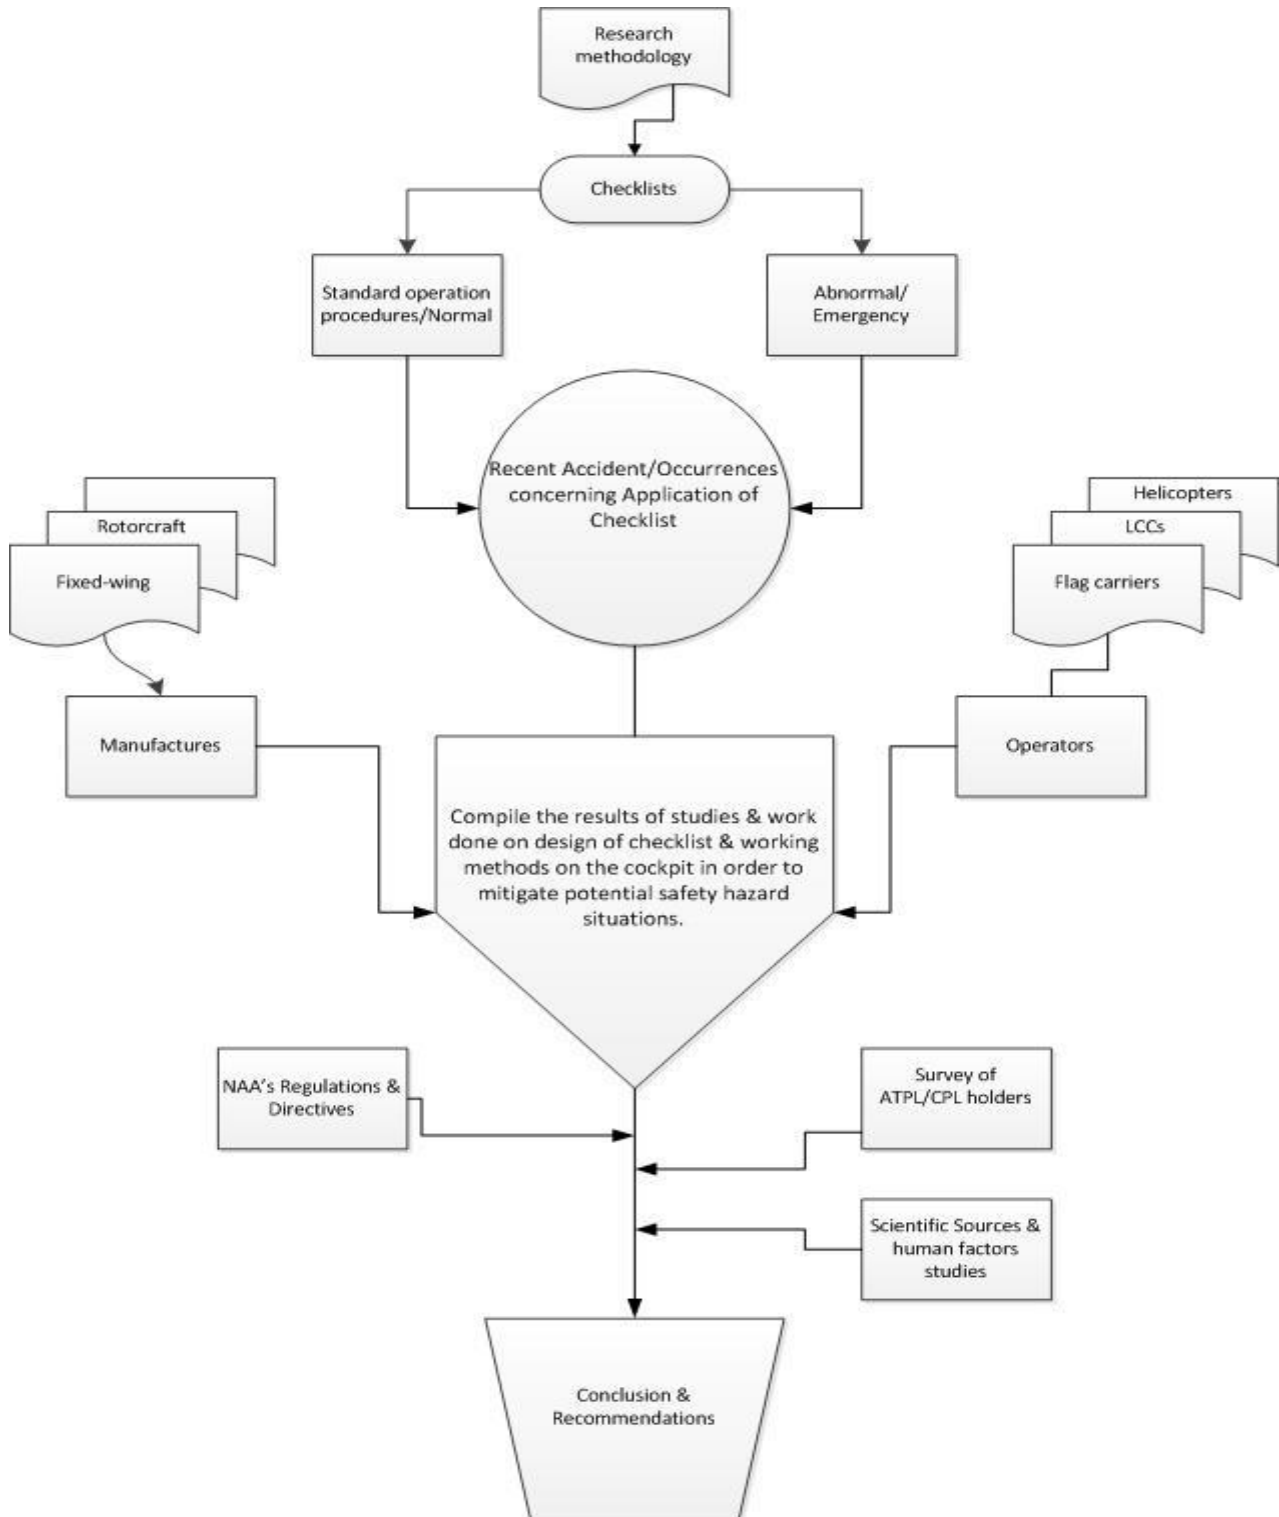 Research
methodology
Checklists
Standard operation
procedures/Normal
Abnormal/
Emergency
Recent Accident/Occurrences
concerning Application of
Checklist
Rotorcraft
Fixed-wing
Helicopters
LCCs
Flag carriers
Manufactures
Operators
Compile the results of studies & work
done on design of checklist & working
methods on the cockpit in order to
mitigate potential safety hazard
situations.
NAA's Regulations &
Directives
Survey of
ATPL/CPL holders
Scientific Sources &
human factors
studies
Conclusion &
Recommendations